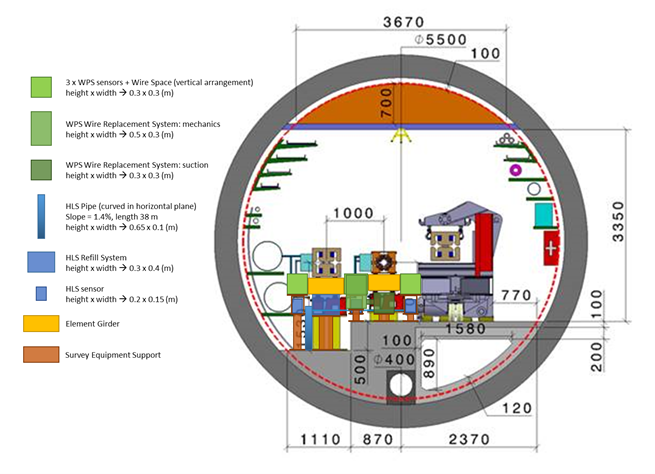 3670
Ø5500
100
700
3 x WPS sensors + Wire Space (vertical arrangement)
height x width → 0.3 x 0.3 (m)
WPS Wire Replacement System: mechanics
height x width → 0.5 x 0.3 (m)
WPS Wire Replacement System: suction
height x width → 0.3 x 0.3 (m)
HLS Pipe (curved in horizontal plane)
Slope = 1.4%, length 38 m
height x width → 0.65 x 0.1 (m)
HLS Refill System
height x width → 0.3 x 0.4 (m)
HLS sensor
height x width → 0.2 x 0.15 (m)
Element Girder
Survey Equipment Support
1000
3350
770
100
1580
100
200
Ø400
890
500
120
1110
870
2370